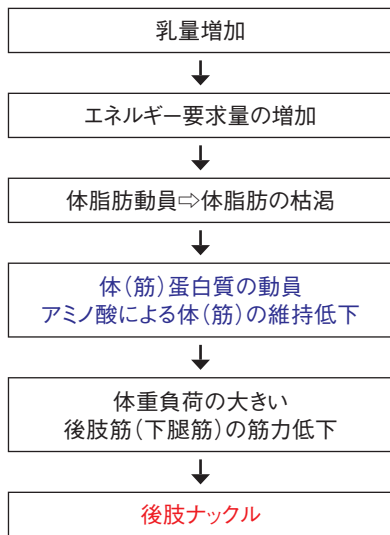 乳量増加
エネルギー要求量の増加
体脂肪動員⇨体脂肪の枯渇
体(筋)蛋白質の動員
アミノ酸による体(筋)の維持低下
体重負荷の大きい
後肢筋(下腿筋)の筋力低下
後肢ナックル